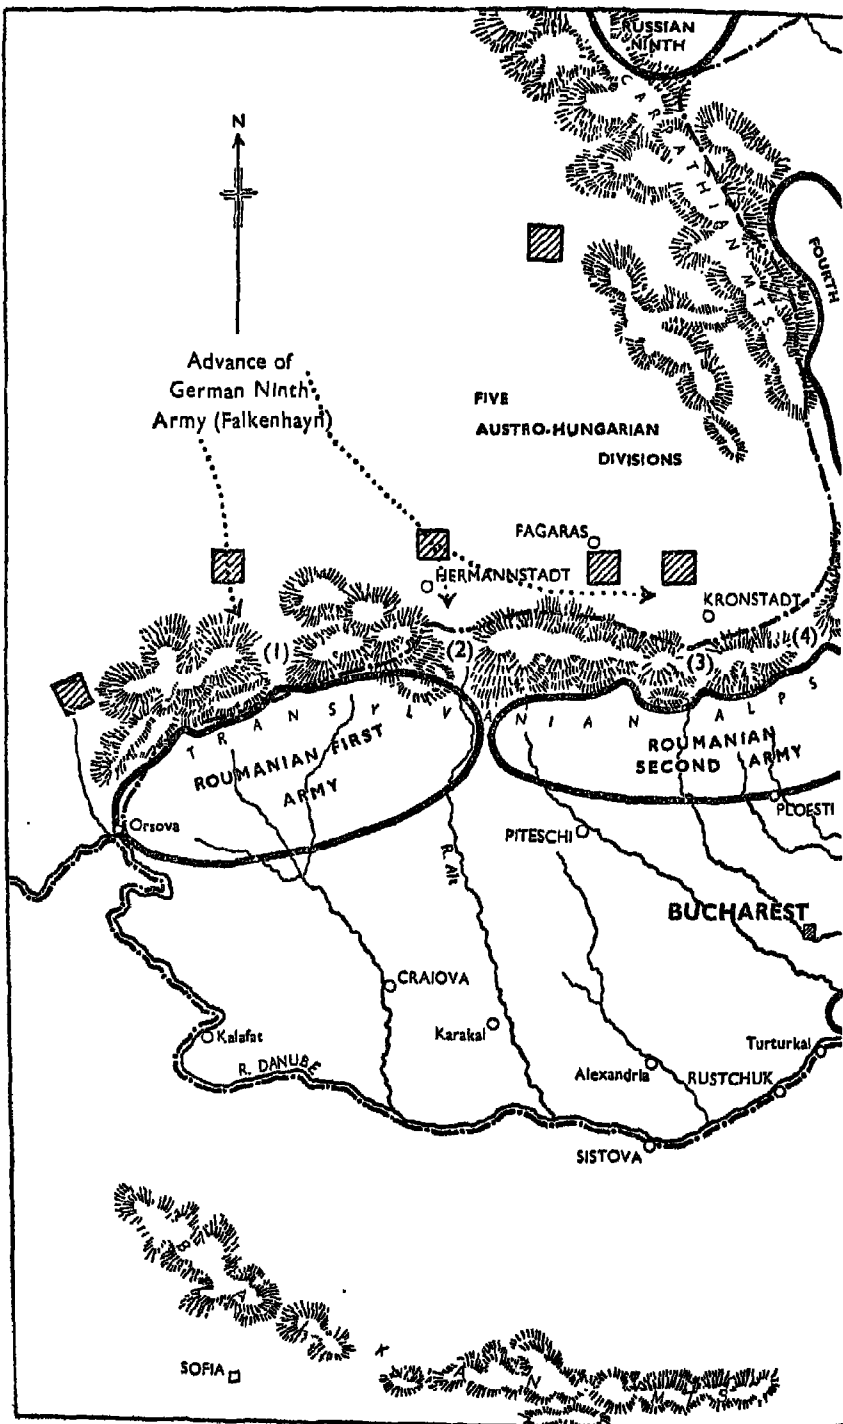 RUSSIAN
NINTH
CARPATHIAN MTS.
N
FOURTH
Advance of
German Ninth
Army (Falkenhayn)
FIVE
AUSTRO-HUNGARIAN
DIVISIONS
FAGARAS
HERMANNSTADT
KRONSTADT
(1)
(2)
(3)
(4)
TRANSYLVANIAN ALPS
ROUMANIAN FIRST
ARMY
ROUMANIAN
SECOND ARMY
Orsova
PLOESTI
PITESCHI
R. Alt
BUCHAREST
CRAIOVA
Karakal
Kalafat
R. DANUBE
Turturkai
Alexandria
RUSTCHUK
SISTOVA
SOFIA